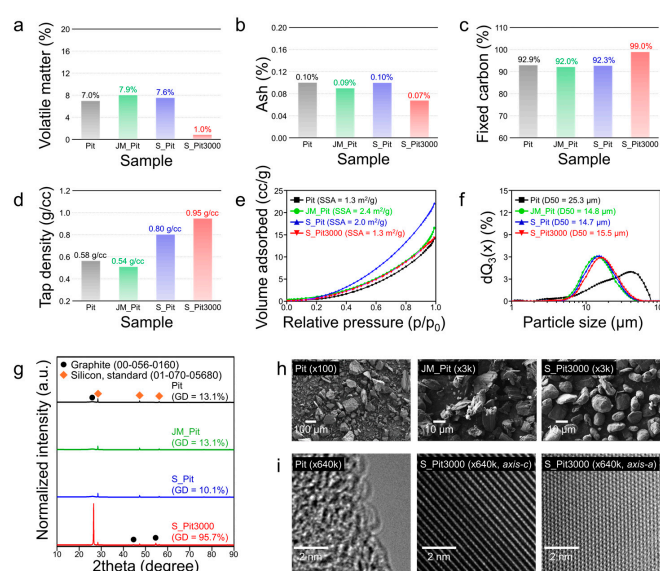 a
Volatile matter (%)
20
16
12
8
4
0
7.0%
7.9%
7.6%
1.0%
Pit
JM_Pit
S_Pit
S_Pit3000
Sample
b
Ash (%)
0.20
0.16
0.12
0.08
0.04
0.00
0.10%
0.09%
0.10%
0.07%
Pit
JM_Pit
S_Pit
S_Pit3000
Sample
c
Fixed carbon (%)
110
100
90
80
70
60
92.9%
92.0%
92.3%
99.0%
Pit
JM_Pit
S_Pit
S_Pit3000
Sample
d
Tap density (g/cc)
1.2
1.0
0.8
0.6
0.4
0.2
0.58 g/cc
0.54 g/cc
0.80 g/cc
0.95 g/cc
Pit
JM_Pit
S_Pit
S_Pit3000
Sample
e
Volume adsorbed (cc/g)
25
20
15
10
5
0
Pit (SSA = 1.3 m²/g)
JM_Pit (SSA = 2.4 m²/g)
S_Pit (SSA = 2.0 m²/g)
S_Pit3000 (SSA = 1.3 m²/g)
0.0 0.2 0.4 0.6 0.8 1.0
Relative pressure (p/p₀)
f
dQ₃(x) (%)
15
12
9
6
3
0
Pit (D50 = 25.3 µm)
JM_Pit (D50 = 14.8 µm)
S_Pit (D50 = 14.7 µm)
S_Pit3000 (D50 = 15.5 µm)
1 10 100
Particle size (µm)
g
Normalized intensity (a.u.)
Graphite (00-056-0160)
Silicon, standard (01-070-05680)
Pit
(GD = 13.1%)
JM_Pit
(GD = 13.1%)
S_Pit
(GD = 10.1%)
S_Pit3000
(GD = 95.7%)
10 20 30 40 50 60 70 80 90
2theta (degree)
h
Pit (x100)
100 µm
JM_Pit (x3k)
10 µm
S_Pit3000 (x3k)
10 µm
i
Pit (x640k)
2 nm
S_Pit3000 (x640k, axis-c)
2 nm
S_Pit3000 (x640k, axis-a)
2 nm